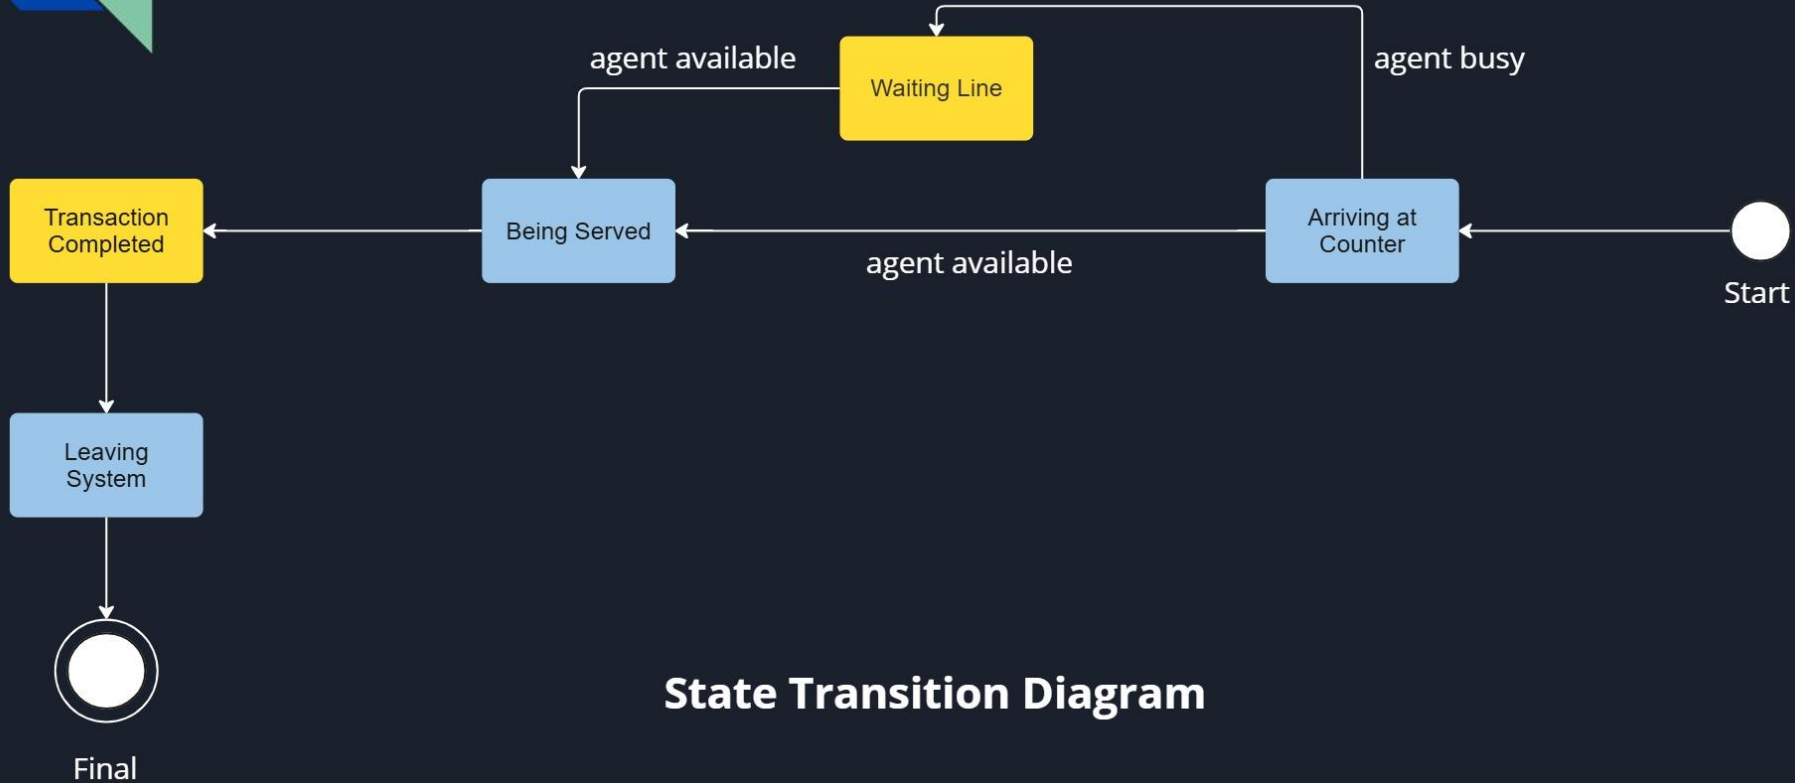 agent available
Waiting Line
agent busy
Transaction
Completed
Being Served
agent available
Arriving at
Counter
Start
Leaving
System
State Transition Diagram
Final